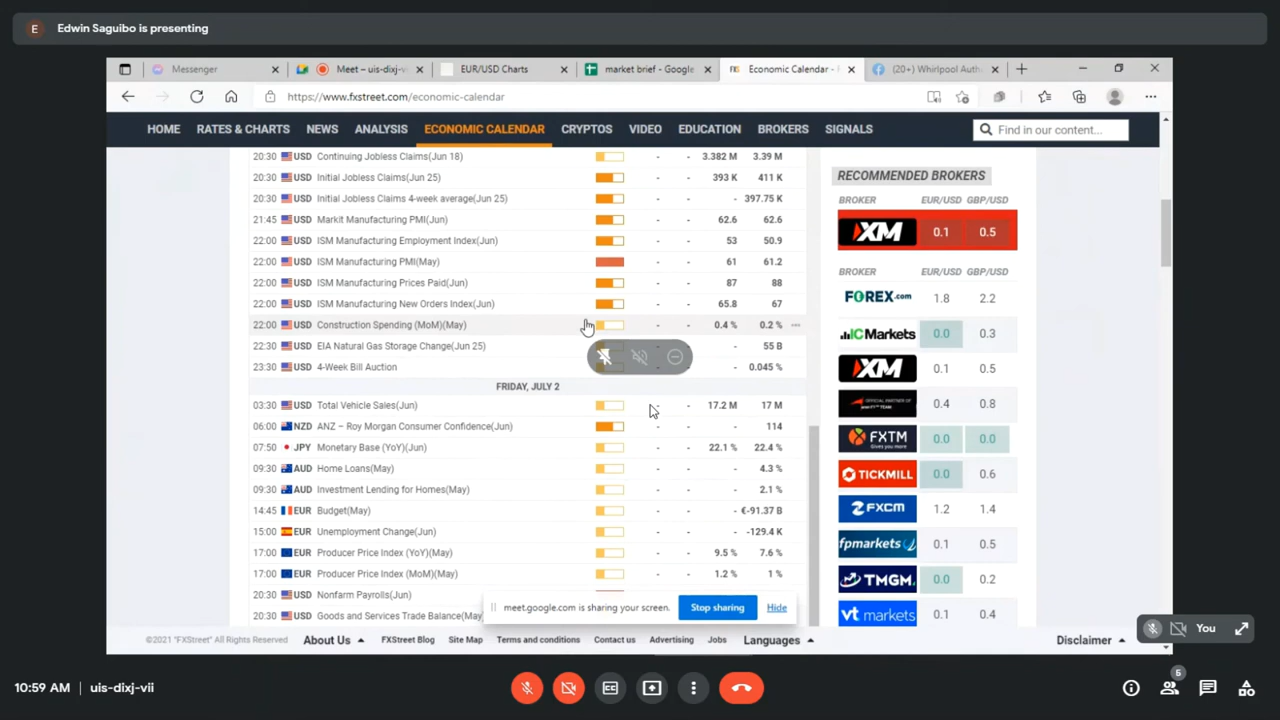 E Edwin Saguibo is presenting
Messenger
Meet – uis-dixj-v
EUR/USD Charts
market brief - Google
FXS Economic Calendar -
(20+) Whirlpool Auth
https://www.fxstreet.com/economic-calendar
HOME RATES & CHARTS NEWS ANALYSIS ECONOMIC CALENDAR CRYPTOS VIDEO EDUCATION BROKERS SIGNALS
Find in our content...
20:30 USD Continuing Jobless Claims(Jun 18) - - 3.382 M 3.39 M
20:30 USD Initial Jobless Claims(Jun 25) - - 393 K 411 K
20:30 USD Initial Jobless Claims 4-week average(Jun 25) - - - 397.75 K
21:45 USD Markit Manufacturing PMI(Jun) - - 62.6 62.6
22:00 USD ISM Manufacturing Employment Index(Jun) - - 53 50.9
22:00 USD ISM Manufacturing PMI(May) - - 61 61.2
22:00 USD ISM Manufacturing Prices Paid(Jun) - - 87 88
22:00 USD ISM Manufacturing New Orders Index(Jun) - - 65.8 67
22:00 USD Construction Spending (MoM)(May) - - 0.4 % 0.2 % ...
22:30 USD EIA Natural Gas Storage Change(Jun 25) - 55 B
23:30 USD 4-Week Bill Auction - 0.045 %
FRIDAY, JULY 2
03:30 USD Total Vehicle Sales(Jun) - - 17.2 M 17 M
06:00 NZD ANZ – Roy Morgan Consumer Confidence(Jun) - - - 114
07:50 JPY Monetary Base (YoY)(Jun) - - 22.1 % 22.4 %
09:30 AUD Home Loans(May) - - - 4.3 %
09:30 AUD Investment Lending for Homes(May) - - - 2.1 %
14:45 EUR Budget(May) - - - €-91.37 B
15:00 EUR Unemployment Change(Jun) - - - -129.4 K
17:00 EUR Producer Price Index (YoY)(May) - - 9.5 % 7.6 %
17:00 EUR Producer Price Index (MoM)(May) - - 1.2 % 1 %
20:30 USD Nonfarm Payrolls(Jun)
20:30 USD Goods and Services Trade Balance(May)
RECOMMENDED BROKERS
BROKER EUR/USD GBP/USD
XM 0.1 0.5
BROKER EUR/USD GBP/USD
FOREX.com 1.8 2.2
IC Markets 0.0 0.3
XM 0.1 0.5
0.4 0.8
FXTM 0.0 0.0
TICKMILL 0.0 0.6
FXCM 1.2 1.4
fpmarkets 0.1 0.5
TMGM 0.0 0.2
vt markets 0.1 0.4
meet.google.com is sharing your screen. Stop sharing Hide
©2021 "FXStreet" All Rights Reserved About Us FXStreet Blog Site Map Terms and conditions Contact us Advertising Jobs Languages Disclaimer
You
10:59 AM | uis-dixj-vii
CC
5